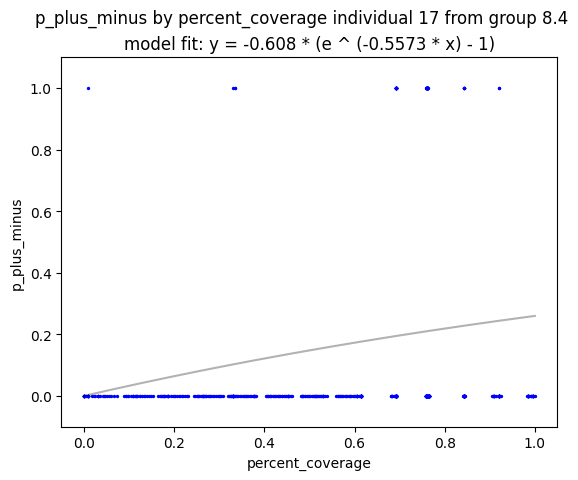 p_plus_minus by percent_coverage individual 17 from group 8.4
model fit: y = -0.608 * (e ^ (-0.5573 * x) - 1)
1.0
0.8
0.6
0.4
0.2
0.0
p_plus_minus
0.0 0.2 0.4 0.6 0.8 1.0
percent_coverage